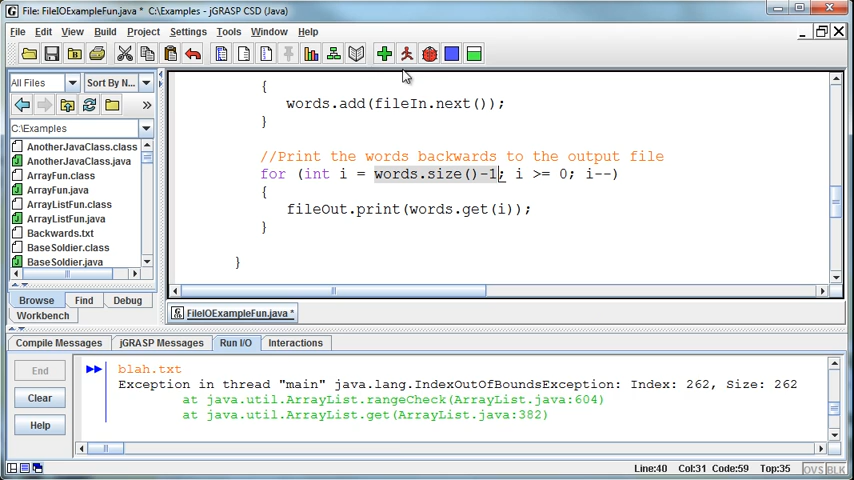 File: FileIOExampleFun.java * C:\Examples - jGRASP CSD (Java)
File Edit View Build Project Settings Tools Window Help
All Files Sort By N...
C:\Examples
AnotherJavaClass.class
AnotherJavaClass.java
ArrayFun.class
ArrayFun.java
ArrayListFun.class
ArrayListFun.java
Backwards.txt
BaseSoldier.class
BaseSoldier.java
Browse Find Debug
Workbench
{
words.add(fileIn.next());
}
//Print the words backwards to the output file
for (int i = words.size()-1; i >= 0; i--)
{
fileOut.print(words.get(i));
}
}
FileIOExampleFun.java *
Compile Messages jGRASP Messages Run I/O Interactions
End
Clear
Help
blah.txt
Exception in thread "main" java.lang.IndexOutOfBoundsException: Index: 262, Size: 262
at java.util.ArrayList.rangeCheck(ArrayList.java:604)
at java.util.ArrayList.get(ArrayList.java:382)
Line:40 Col:31 Code:59 Top:35 OVS BLK